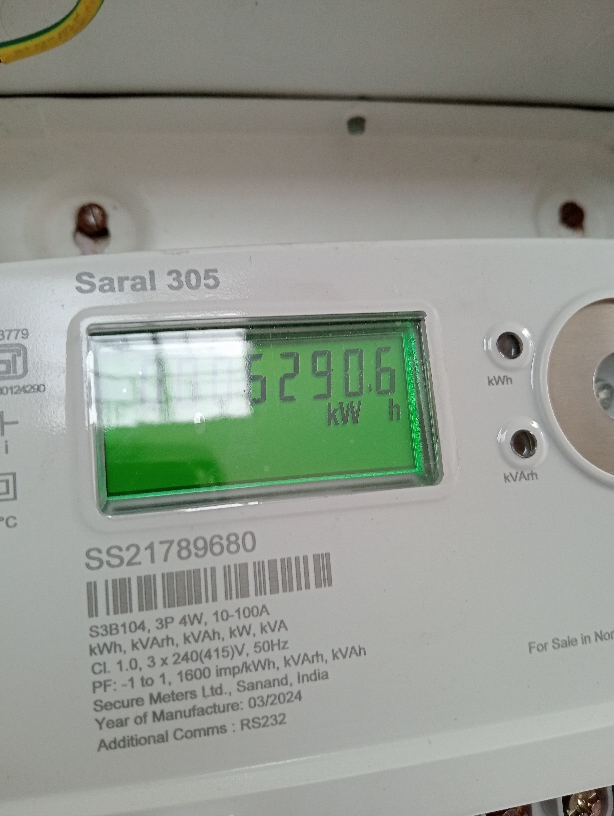 Saral 305
3779
00124290
5290.6
kW h
kWh
kVArh
i
°C
SS21789680
S3B104, 3P 4W, 10-100A
kWh, kVArh, kVAh, kW, kVA
Cl. 1.0, 3 x 240(415)V, 50Hz
PF: -1 to 1, 1600 imp/kWh, kVArh, kVAh
Secure Meters Ltd., Sanand, India
Year of Manufacture: 03/2024
Additional Comms : RS232
For Sale in